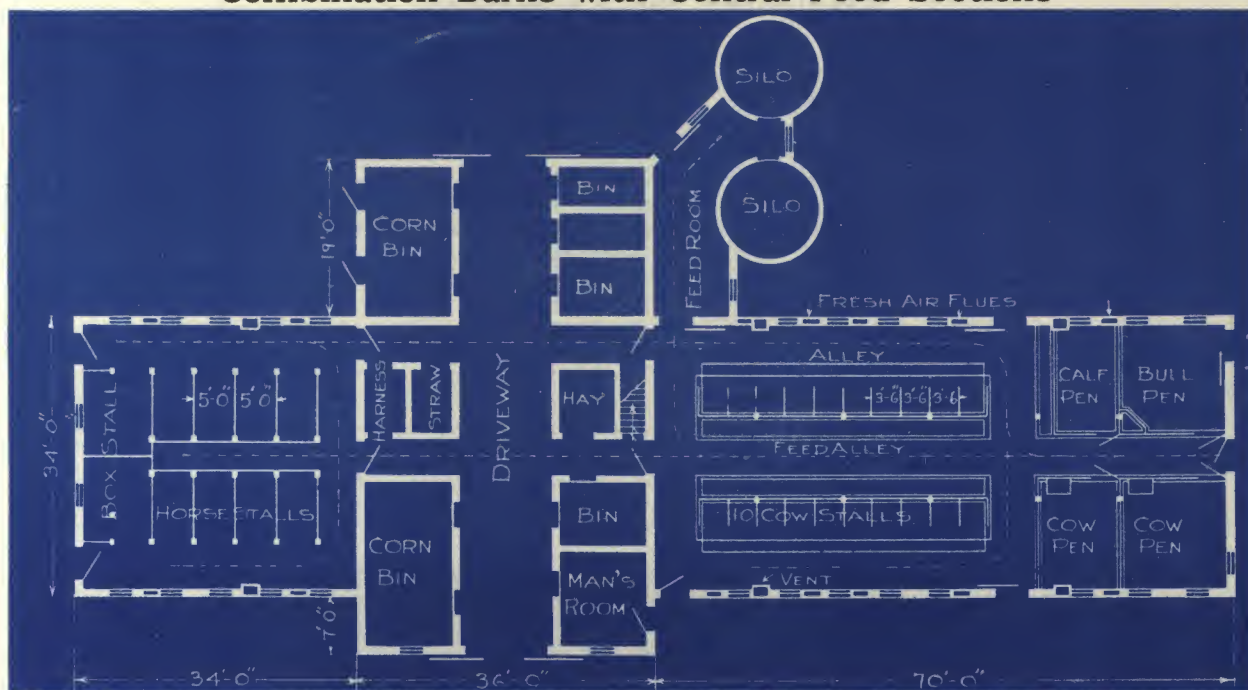 Combination Barns with Central Feed Sections
SILO
SILO
BIN
BIN
CORN
BIN
19'-0"
FEED ROOM
FRESH AIR FLUES
ALLEY
HARNESS
STRAW
HAY
DRIVEWAY
5'-0" 5'-0"
3'-6" 3'-6" 3'-6
CALF
PEN
BULL
PEN
34'-0"
BOX STALL
FEED ALLEY
HORSE STALLS
10 COW STALLS
CORN
BIN
BIN
MAN'S
ROOM
COW
PEN
COW
PEN
VENT
7'0"
34'-0"
36'-0"
70'-0"